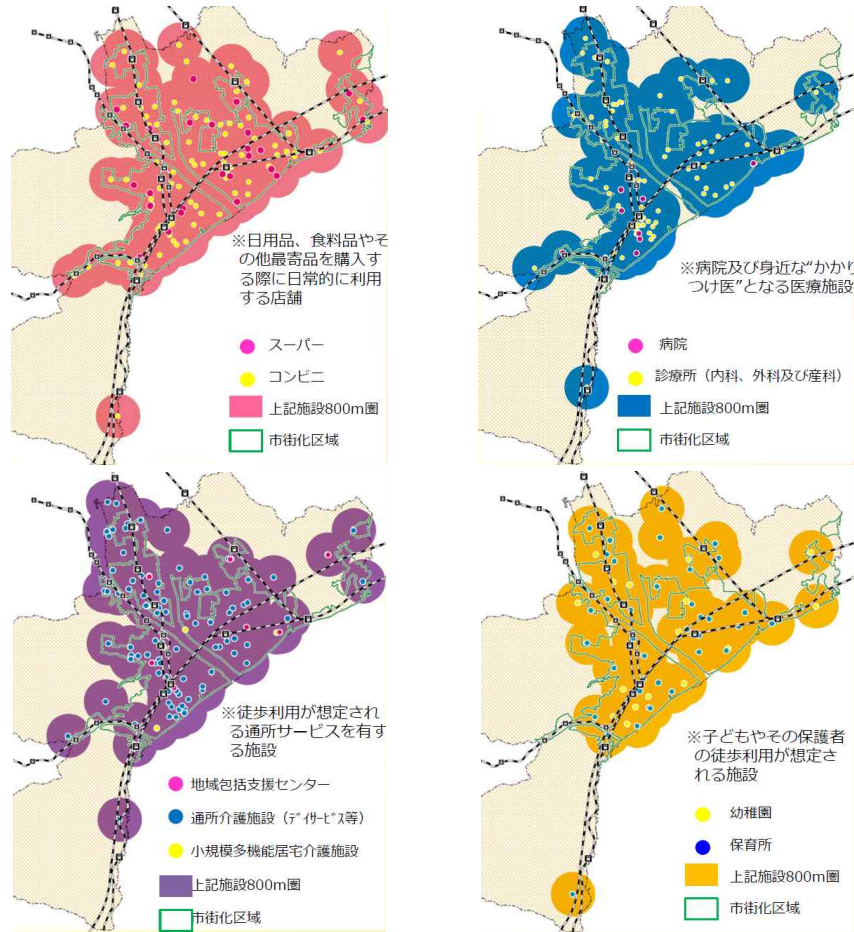 ※日用品、食料品やそ
の他最寄品を購入す
る際に日常的に利用
する店舗
スーパー
コンビニ
上記施設800m圏
市街化区域
※病院及び身近な“かかり
つけ医”となる医療施設
病院
診療所（内科、外科及び産科）
上記施設800m圏
市街化区域
※徒歩利用が想定され
る通所サービスを有す
る施設
地域包括支援センター
通所介護施設（ﾃﾞｲｻｰﾋﾞｽ等）
小規模多機能居宅介護施設
上記施設800m圏
市街化区域
※子どもやその保護者
の徒歩利用が想定さ
れる施設
幼稚園
保育所
上記施設800m圏
市街化区域